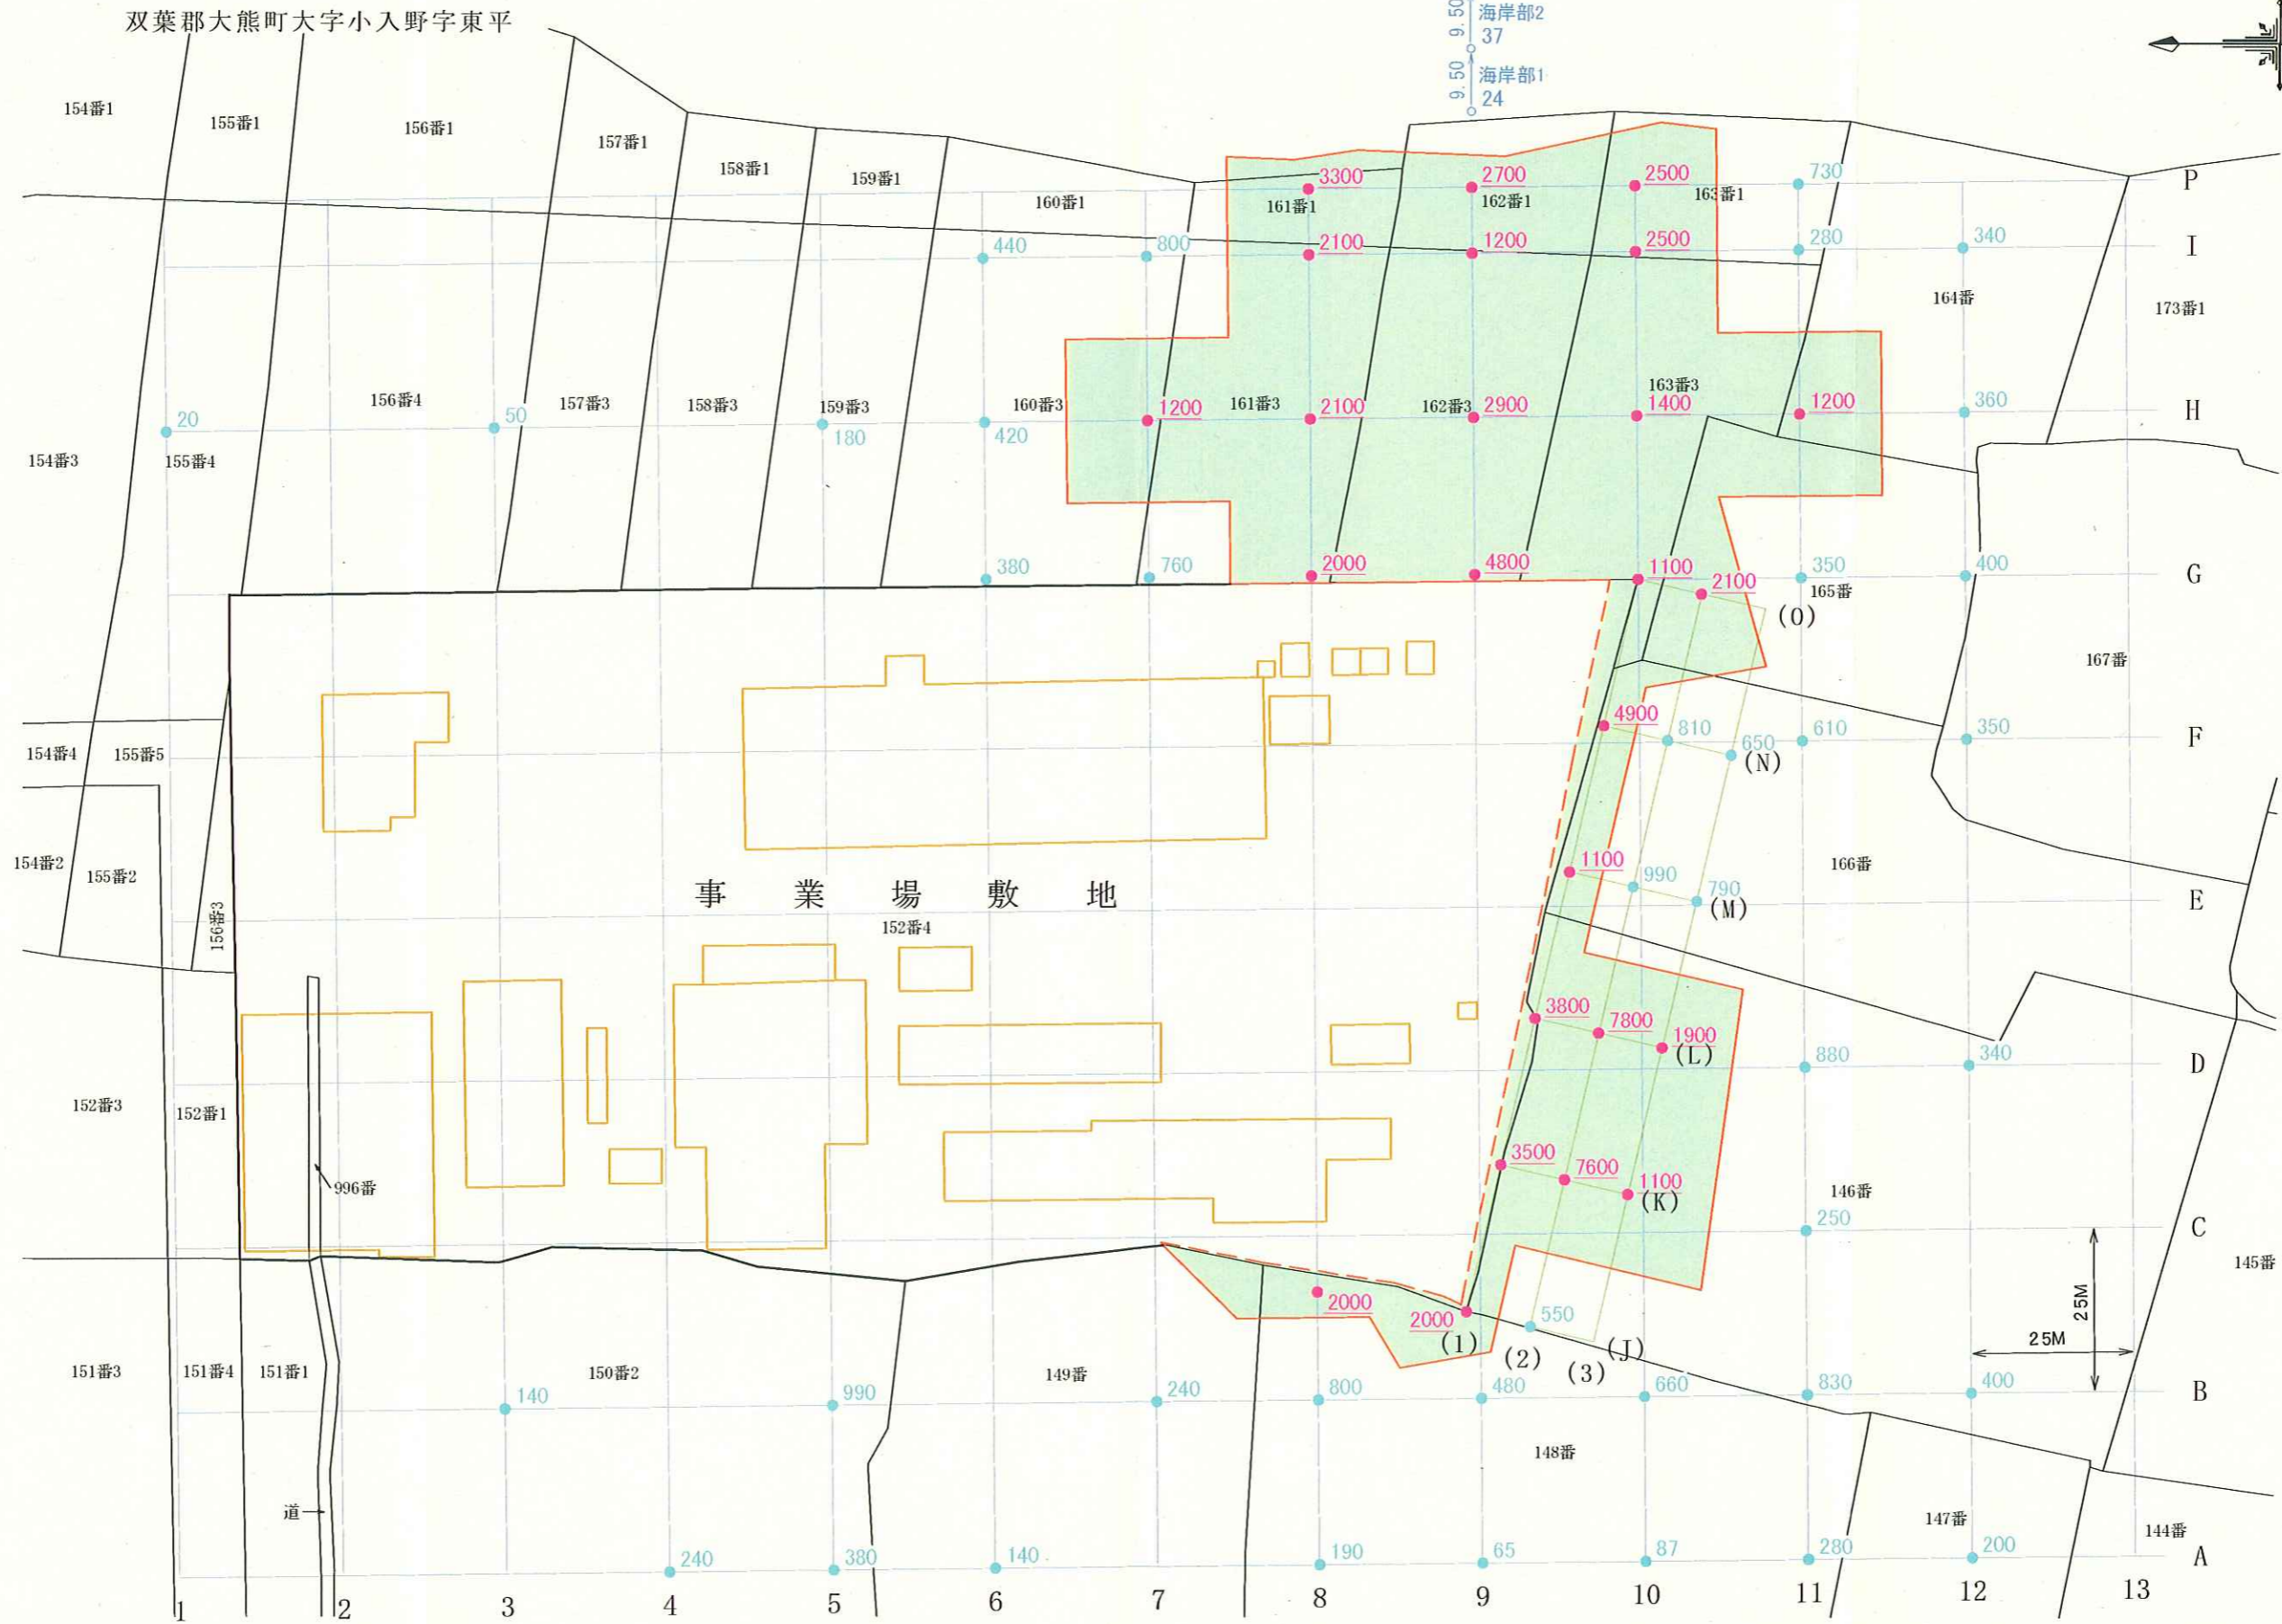 双葉郡大熊町大字小入野字東平
9.50 海岸部2
37
9.50 海岸部1
24
154番1 155番1 156番1 157番1 158番1 159番1 160番1 161番1 162番1 163番1
3300 2700 2500 730 P
440 800 2100 1200 2500 280 340 I
164番 173番1
154番3 155番4 156番4 157番3 158番3 159番3 160番3 161番3 162番3 163番3
20 50 180 420 1200 2100 2900 1400 1200 360 H
380 760 2000 4800 1100 2100 350 400 G
165番
(O)
167番
154番4 155番5
4900 810 650 610 350 F
(N)
154番2 155番2 156番3
事業場敷地
152番4
1100 990 790 E
(M)
166番
3800 7800 1900 880 340 D
(L)
152番3 152番1
996番
3500 7600 1100 250 C
(K)
146番
145番
25M
25M
2000 2000 550
(1) (2) (3) (J)
151番3 151番4 151番1 150番2 149番
140 990 240 800 480 660 830 400 B
148番
道
147番 144番
240 380 140 190 65 87 280 200 A
1 2 3 4 5 6 7 8 9 10 11 12 13